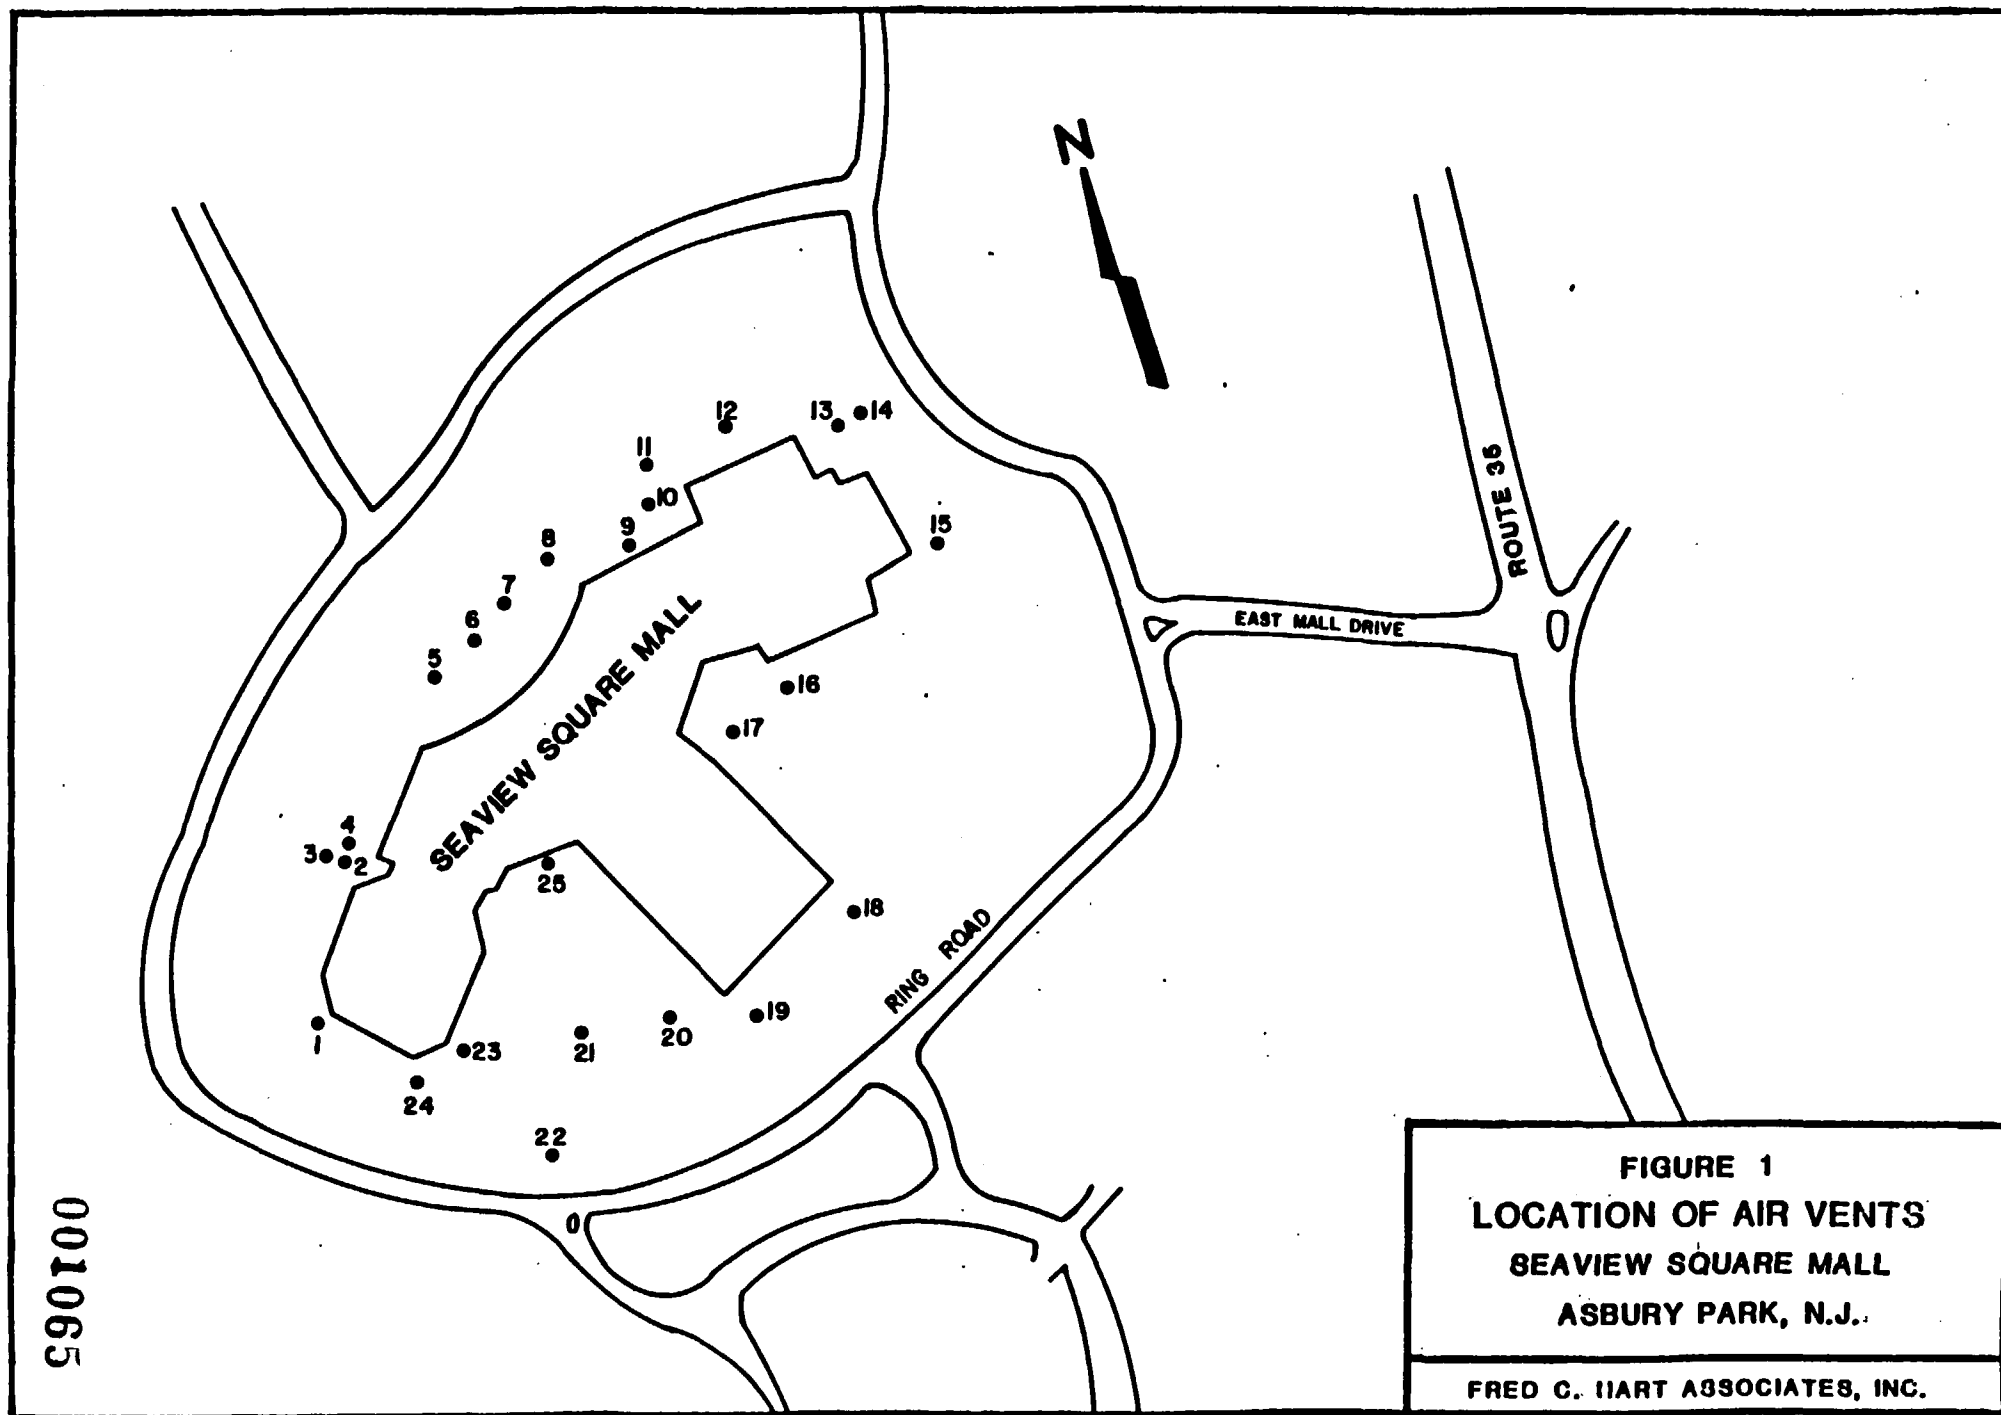 N
12
13
14
11
10
9
15
8
7
6
5
ROUTE 35
EAST MALL DRIVE
SEAVIEW SQUARE MALL
16
17
4
3
2
25
18
RING ROAD
1
23
21
20
19
24
22
001065
FIGURE 1
LOCATION OF AIR VENTS
SEAVIEW SQUARE MALL
ASBURY PARK, N.J.
FRED C. HART ASSOCIATES, INC.